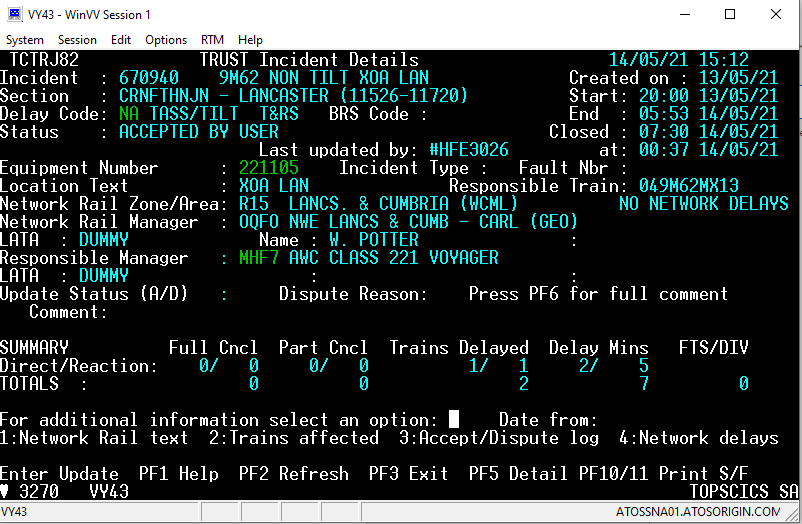 VY43 - WinVV Session 1
System Session Edit Options RTM Help
TCTRJ82 TRUST Incident Details 14/05/21 15:12
Incident : 670940 9M62 NON TILT XOA LAN Created on : 13/05/21
Section : CRNFTHNJN - LANCASTER (11526-11720) Start: 20:00 13/05/21
Delay Code: NA TASS/TILT T&RS BRS Code : End : 05:53 14/05/21
Status : ACCEPTED BY USER Closed : 07:30 14/05/21
Last updated by: #HFE3026 at: 00:37 14/05/21
Equipment Number : 221105 Incident Type : Fault Nbr :
Location Text : XOA LAN Responsible Train: 049M62MX13
Network Rail Zone/Area: R15 LANCS. & CUMBRIA (WCML) NO NETWORK DELAYS
Network Rail Manager : OQFO NWE LANCS & CUMB - CARL (GEO)
LATA : DUMMY Name : W. POTTER :
Responsible Manager : MHF7 AWC CLASS 221 VOYAGER
LATA : DUMMY : :
Update Status (A/D) : Dispute Reason: Press PF6 for full comment
Comment:
SUMMARY Full Cncl Part Cncl Trains Delayed Delay Mins FTS/DIV
Direct/Reaction: 0/ 0 0/ 0 1/ 1 2/ 5
TOTALS : 0 0 2 7 0
For additional information select an option: Date from:
1:Network Rail text 2:Trains affected 3:Accept/Dispute log 4:Network delays
Enter Update PF1 Help PF2 Refresh PF3 Exit PF5 Detail PF10/11 Print S/F
♥ 3270 VY43 TOPSCICS SA
VY43 ATOSSNA01.ATOSORIGIN.COM